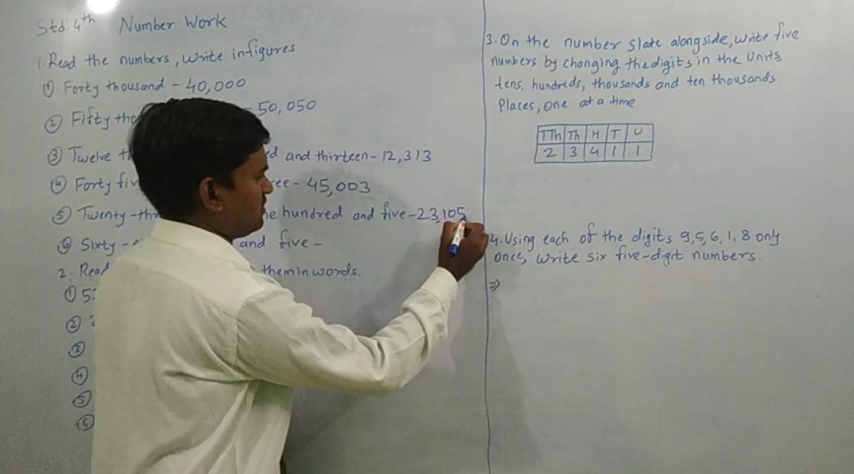 Std: 4th Number Work
1. Read the numbers, write in figures
① Forty thousand - 40,000
② Fifty 50,050
③ Twelve and thirteen - 12,313
④ Forty - 45,003
⑤ Twenty- hundred and five - 23,105
⑥ Sixty - and five -
2. Read them in words.
①
②
③
④
⑤
⑥
3. On the number slate alongside, write five
numbers by changing the digits in the units,
tens, hundreds, thousands and ten thousands
places, one at a time
TTh Th H T U
2 3 4 1 1
4. Using each of the digits 9,5,6,1,8 only
once, write six five-digit numbers.
⇒